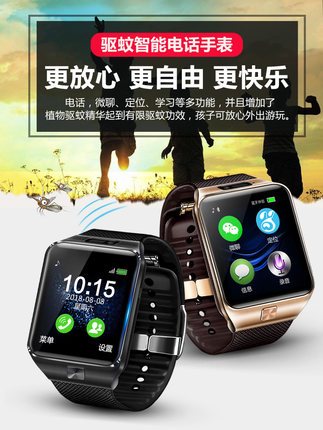 驱蚊智能电话手表
更放心 更自由 更快乐
电话，微聊、定位、学习等多功能，并且增加了
植物驱蚊精华起到有限驱蚊功效，孩子可放心外出游玩。
微聊 定位
信息 录音
10:15
2018-08-08
星期六
菜单 设置